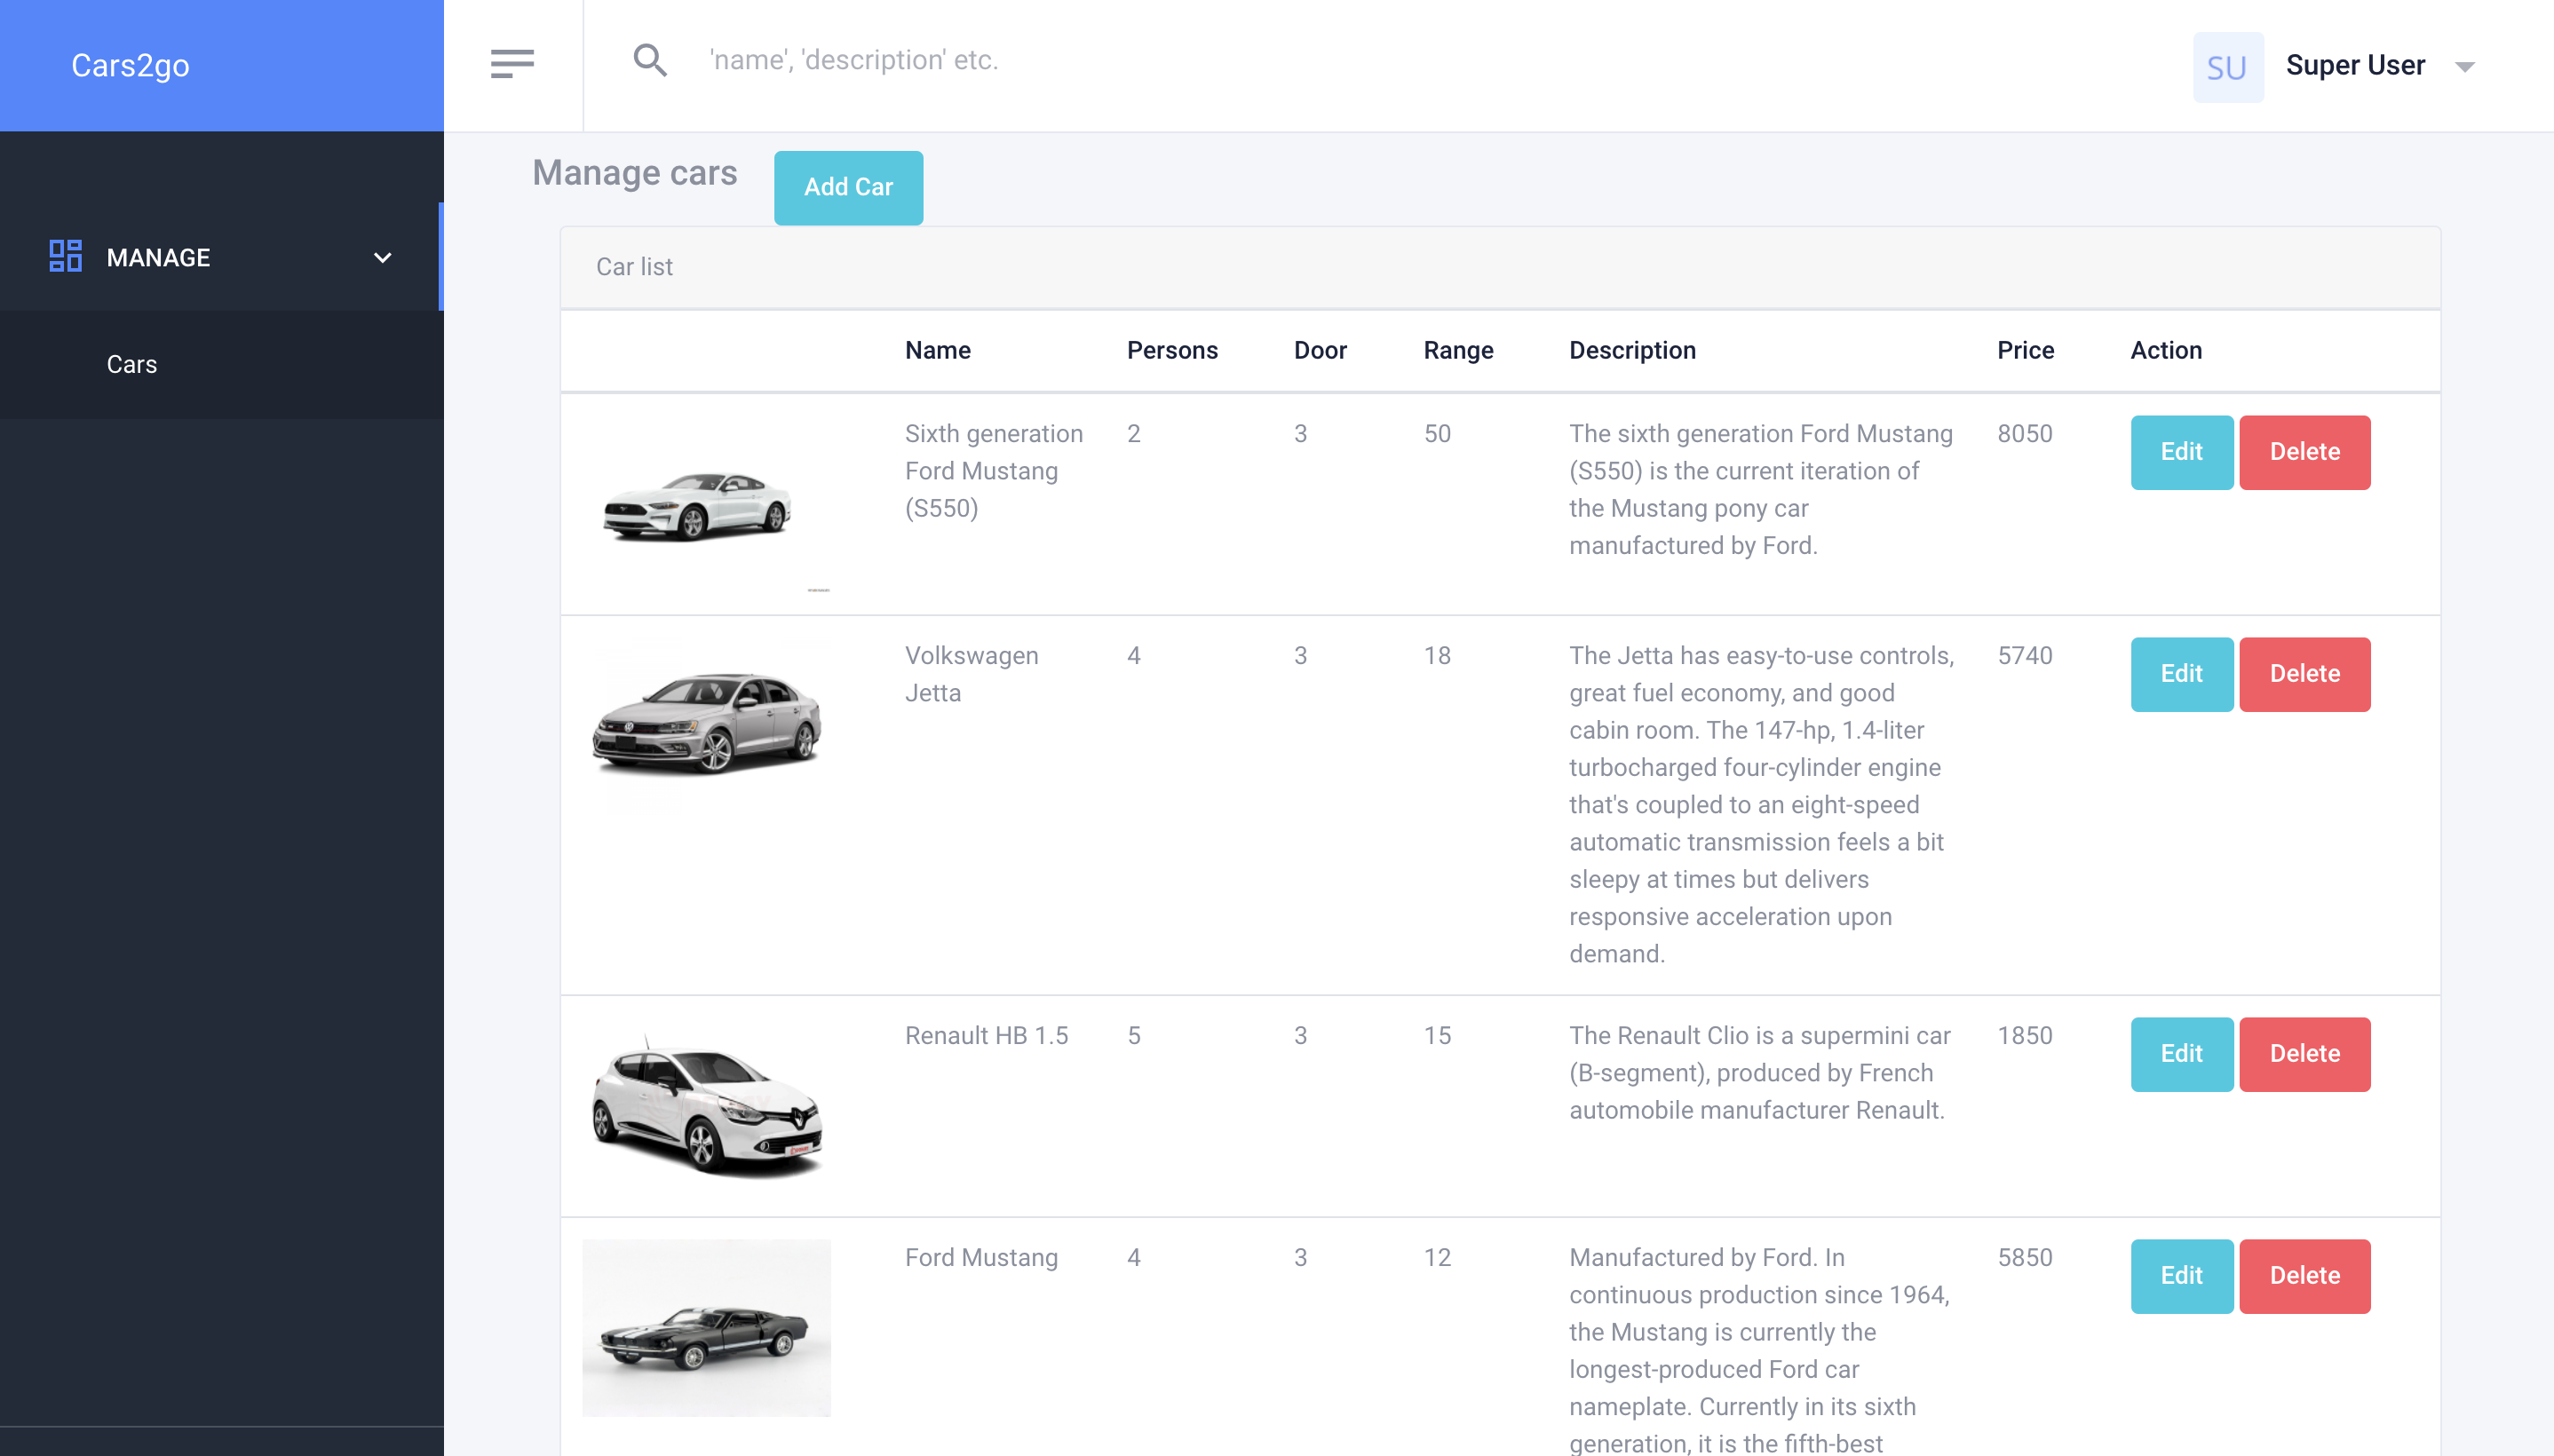 Cars2go
'name', 'description' etc.
SU
Super User
MANAGE
Cars
Manage cars
Add Car
Car list
Name Persons Door Range Description Price Action
Sixth generation
Ford Mustang
(S550)
2
3
50
The sixth generation Ford Mustang
(S550) is the current iteration of
the Mustang pony car
manufactured by Ford.
8050
Edit
Delete
Volkswagen
Jetta
4
3
18
The Jetta has easy-to-use controls,
great fuel economy, and good
cabin room. The 147-hp, 1.4-liter
turbocharged four-cylinder engine
that's coupled to an eight-speed
automatic transmission feels a bit
sleepy at times but delivers
responsive acceleration upon
demand.
5740
Edit
Delete
Renault HB 1.5
5
3
15
The Renault Clio is a supermini car
(B-segment), produced by French
automobile manufacturer Renault.
1850
Edit
Delete
Ford Mustang
4
3
12
Manufactured by Ford. In
continuous production since 1964,
the Mustang is currently the
longest-produced Ford car
nameplate. Currently in its sixth
generation, it is the fifth-best
5850
Edit
Delete